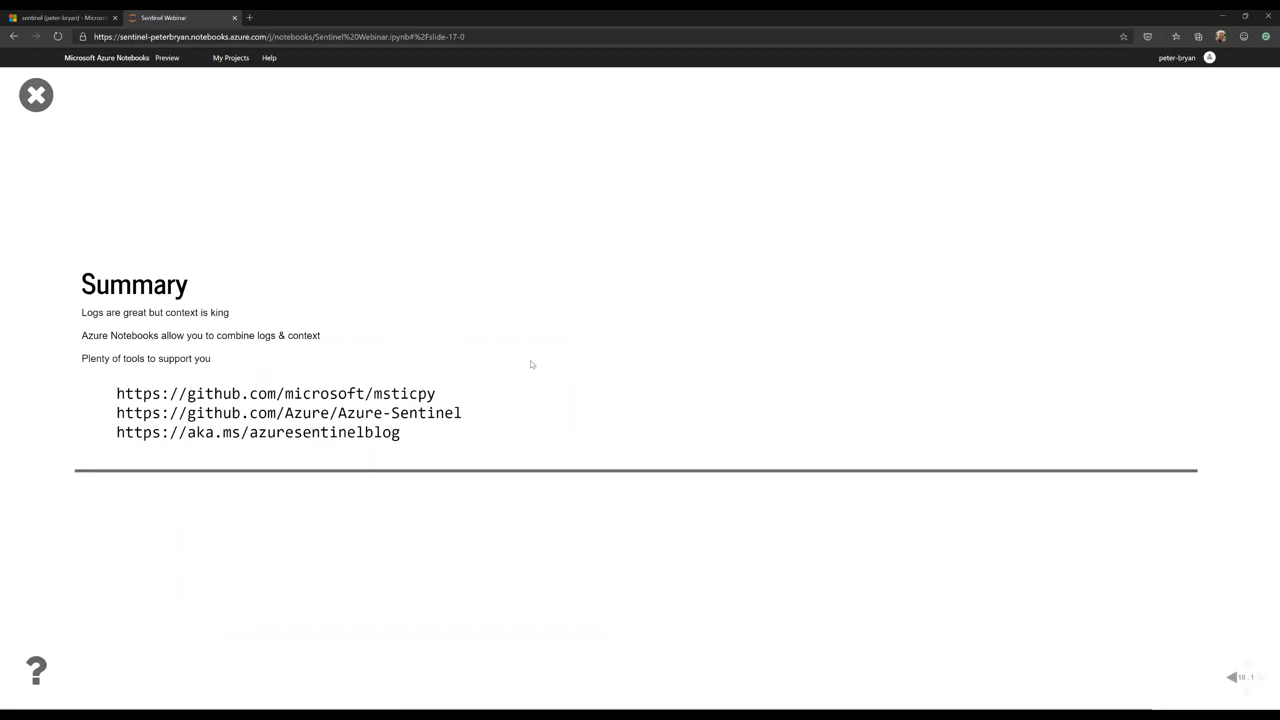 sentinel (peter-bryan) - Microsof
Sentinel Webinar
https://sentinel-peterbryan.notebooks.azure.com/j/notebooks/Sentinel%20Webinar.ipynb#%2Fslide-17-0
Microsoft Azure Notebooks Preview My Projects Help peter-bryan
Summary
Logs are great but context is king
Azure Notebooks allow you to combine logs & context
Plenty of tools to support you
https://github.com/microsoft/msticpy
https://github.com/Azure/Azure-Sentinel
https://aka.ms/azuresentinelblog
?
18.1